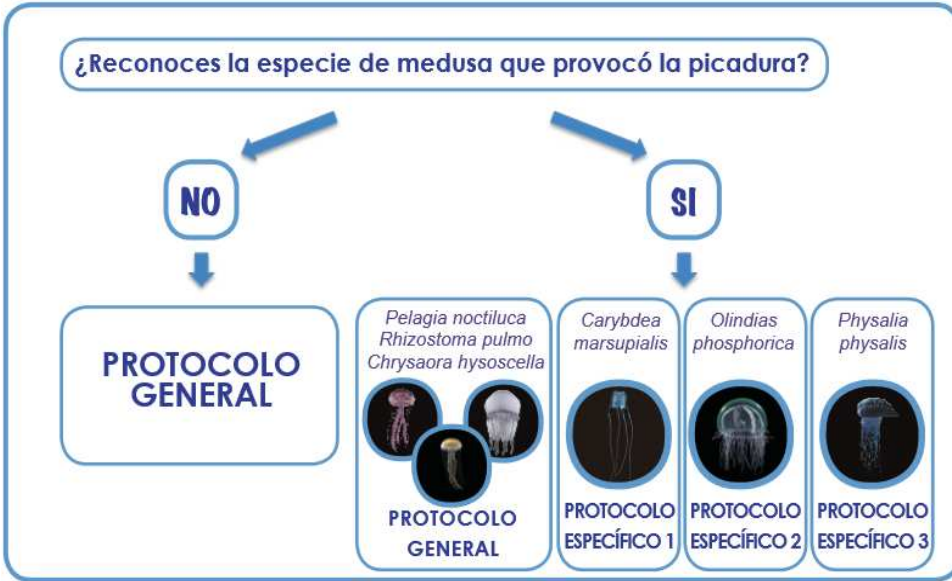 ¿Reconoces la especie de medusa que provocó la picadura?
NO
SI
PROTOCOLO
GENERAL
Pelagia noctiluca
Rhizostoma pulmo
Chrysaora hysoscella
PROTOCOLO
GENERAL
Carybdea
marsupialis
PROTOCOLO
ESPECÍFICO 1
Olindias
phosphorica
PROTOCOLO
ESPECÍFICO 2
Physalia
physalis
PROTOCOLO
ESPECÍFICO 3